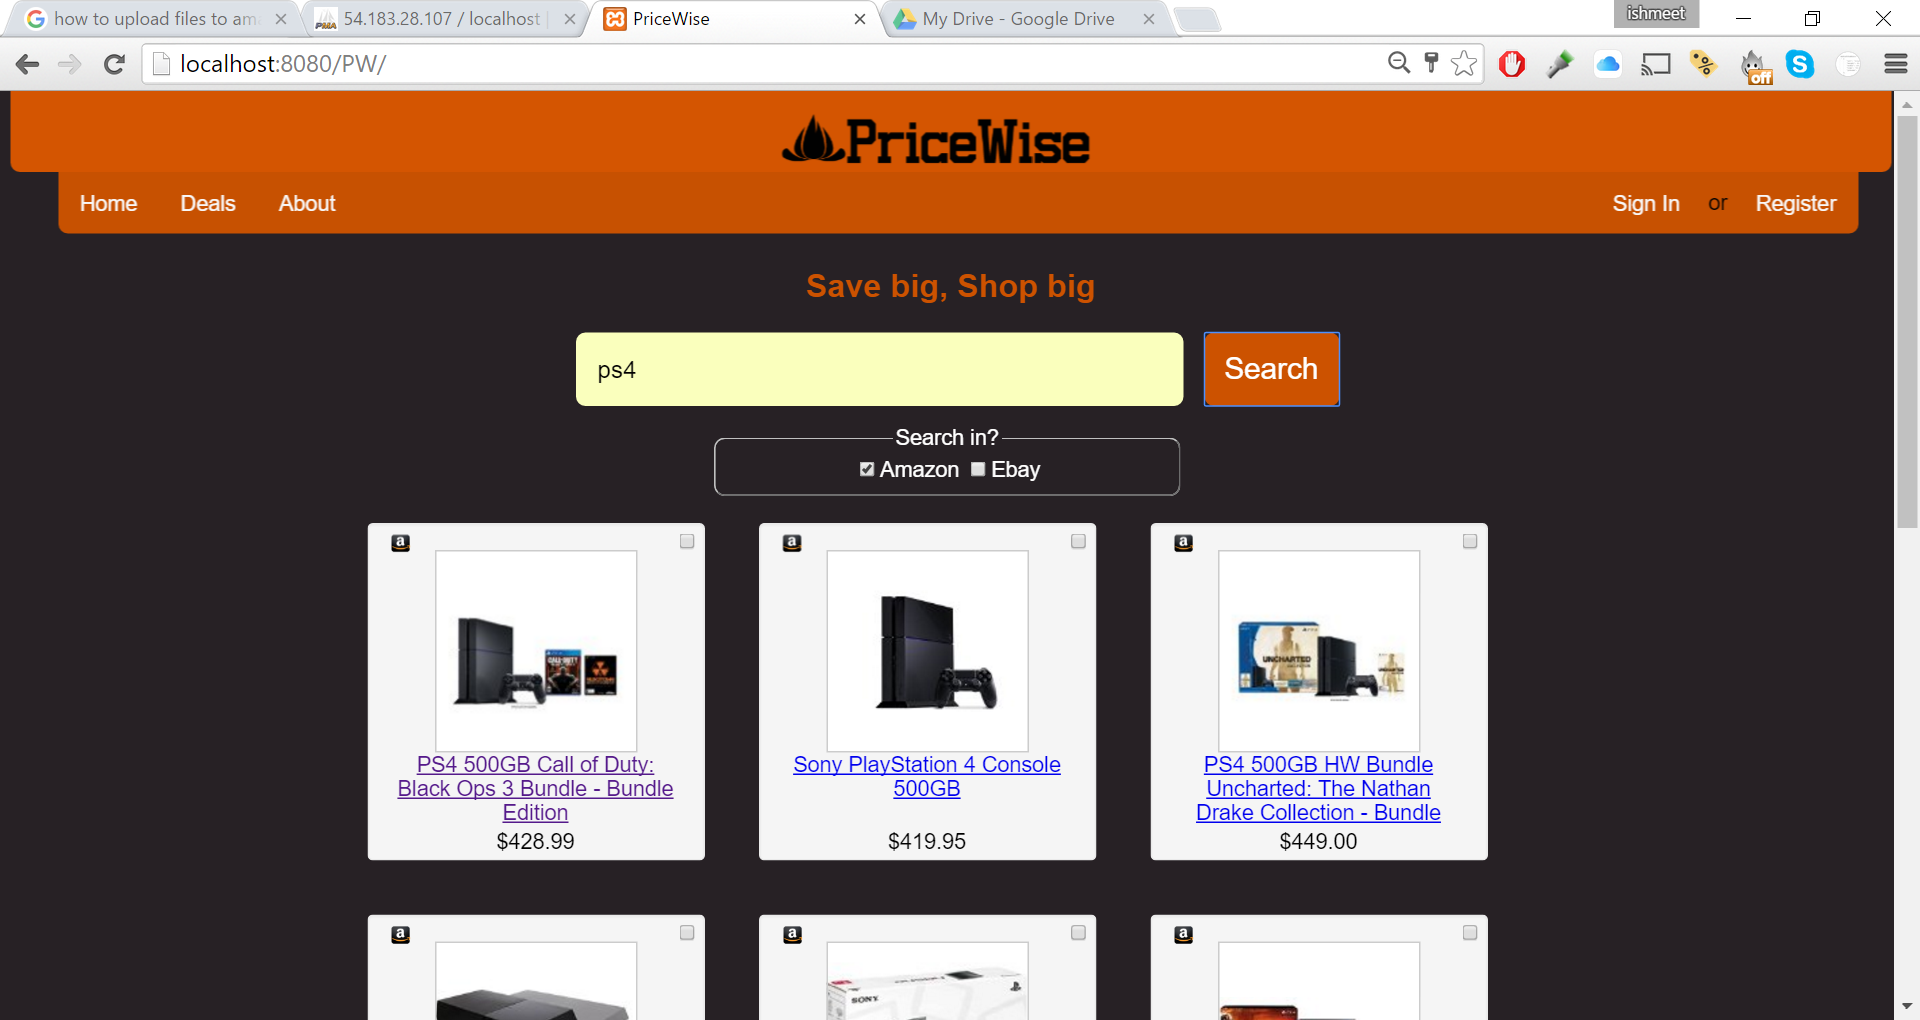 how to upload files to am
54.183.28.107 / localhost
PriceWise
My Drive - Google Drive
ishmeet
localhost:8080/PW/
off
PriceWise
Home Deals About Sign In or Register
Save big, Shop big
ps4 Search
Search in?
Amazon Ebay
PS4 500GB Call of Duty:
Black Ops 3 Bundle - Bundle
Edition
$428.99
Sony PlayStation 4 Console
500GB
$419.95
UNCHARTED
PS4 500GB HW Bundle
Uncharted: The Nathan
Drake Collection - Bundle
$449.00
SONY